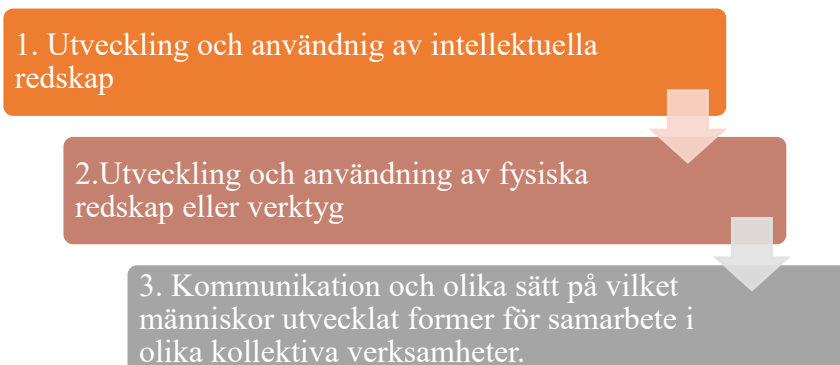 1. Utveckling och användnig av intellektuella
redskap
2.Utveckling och användning av fysiska
redskap eller verktyg
3. Kommunikation och olika sätt på vilket
människor utvecklat former för samarbete i
olika kollektiva verksamheter.